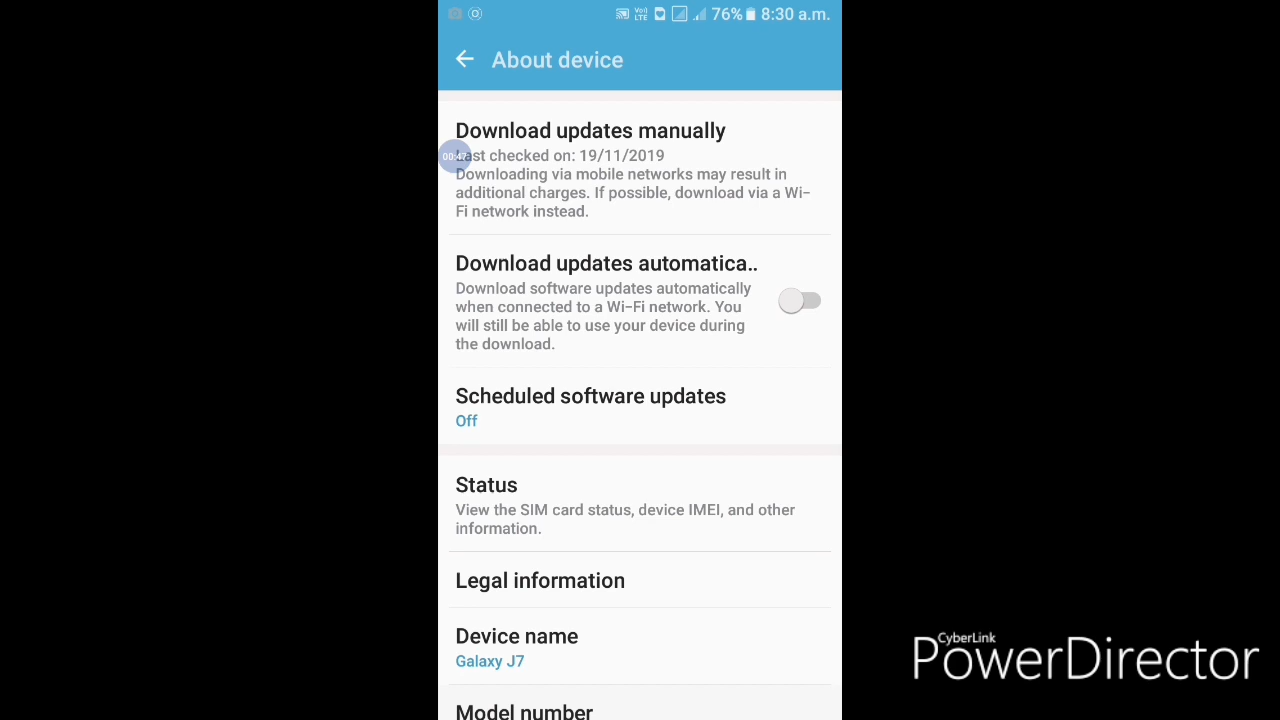 Vo) LTE 76% 8:30 a.m.
About device
Download updates manually
00:47
Last checked on: 19/11/2019
Downloading via mobile networks may result in
additional charges. If possible, download via a Wi-
Fi network instead.
Download updates automatica..
Download software updates automatically
when connected to a Wi-Fi network. You
will still be able to use your device during
the download.
Scheduled software updates
Off
Status
View the SIM card status, device IMEI, and other
information.
Legal information
Device name
Galaxy J7
Model number
CyberLink
PowerDirector